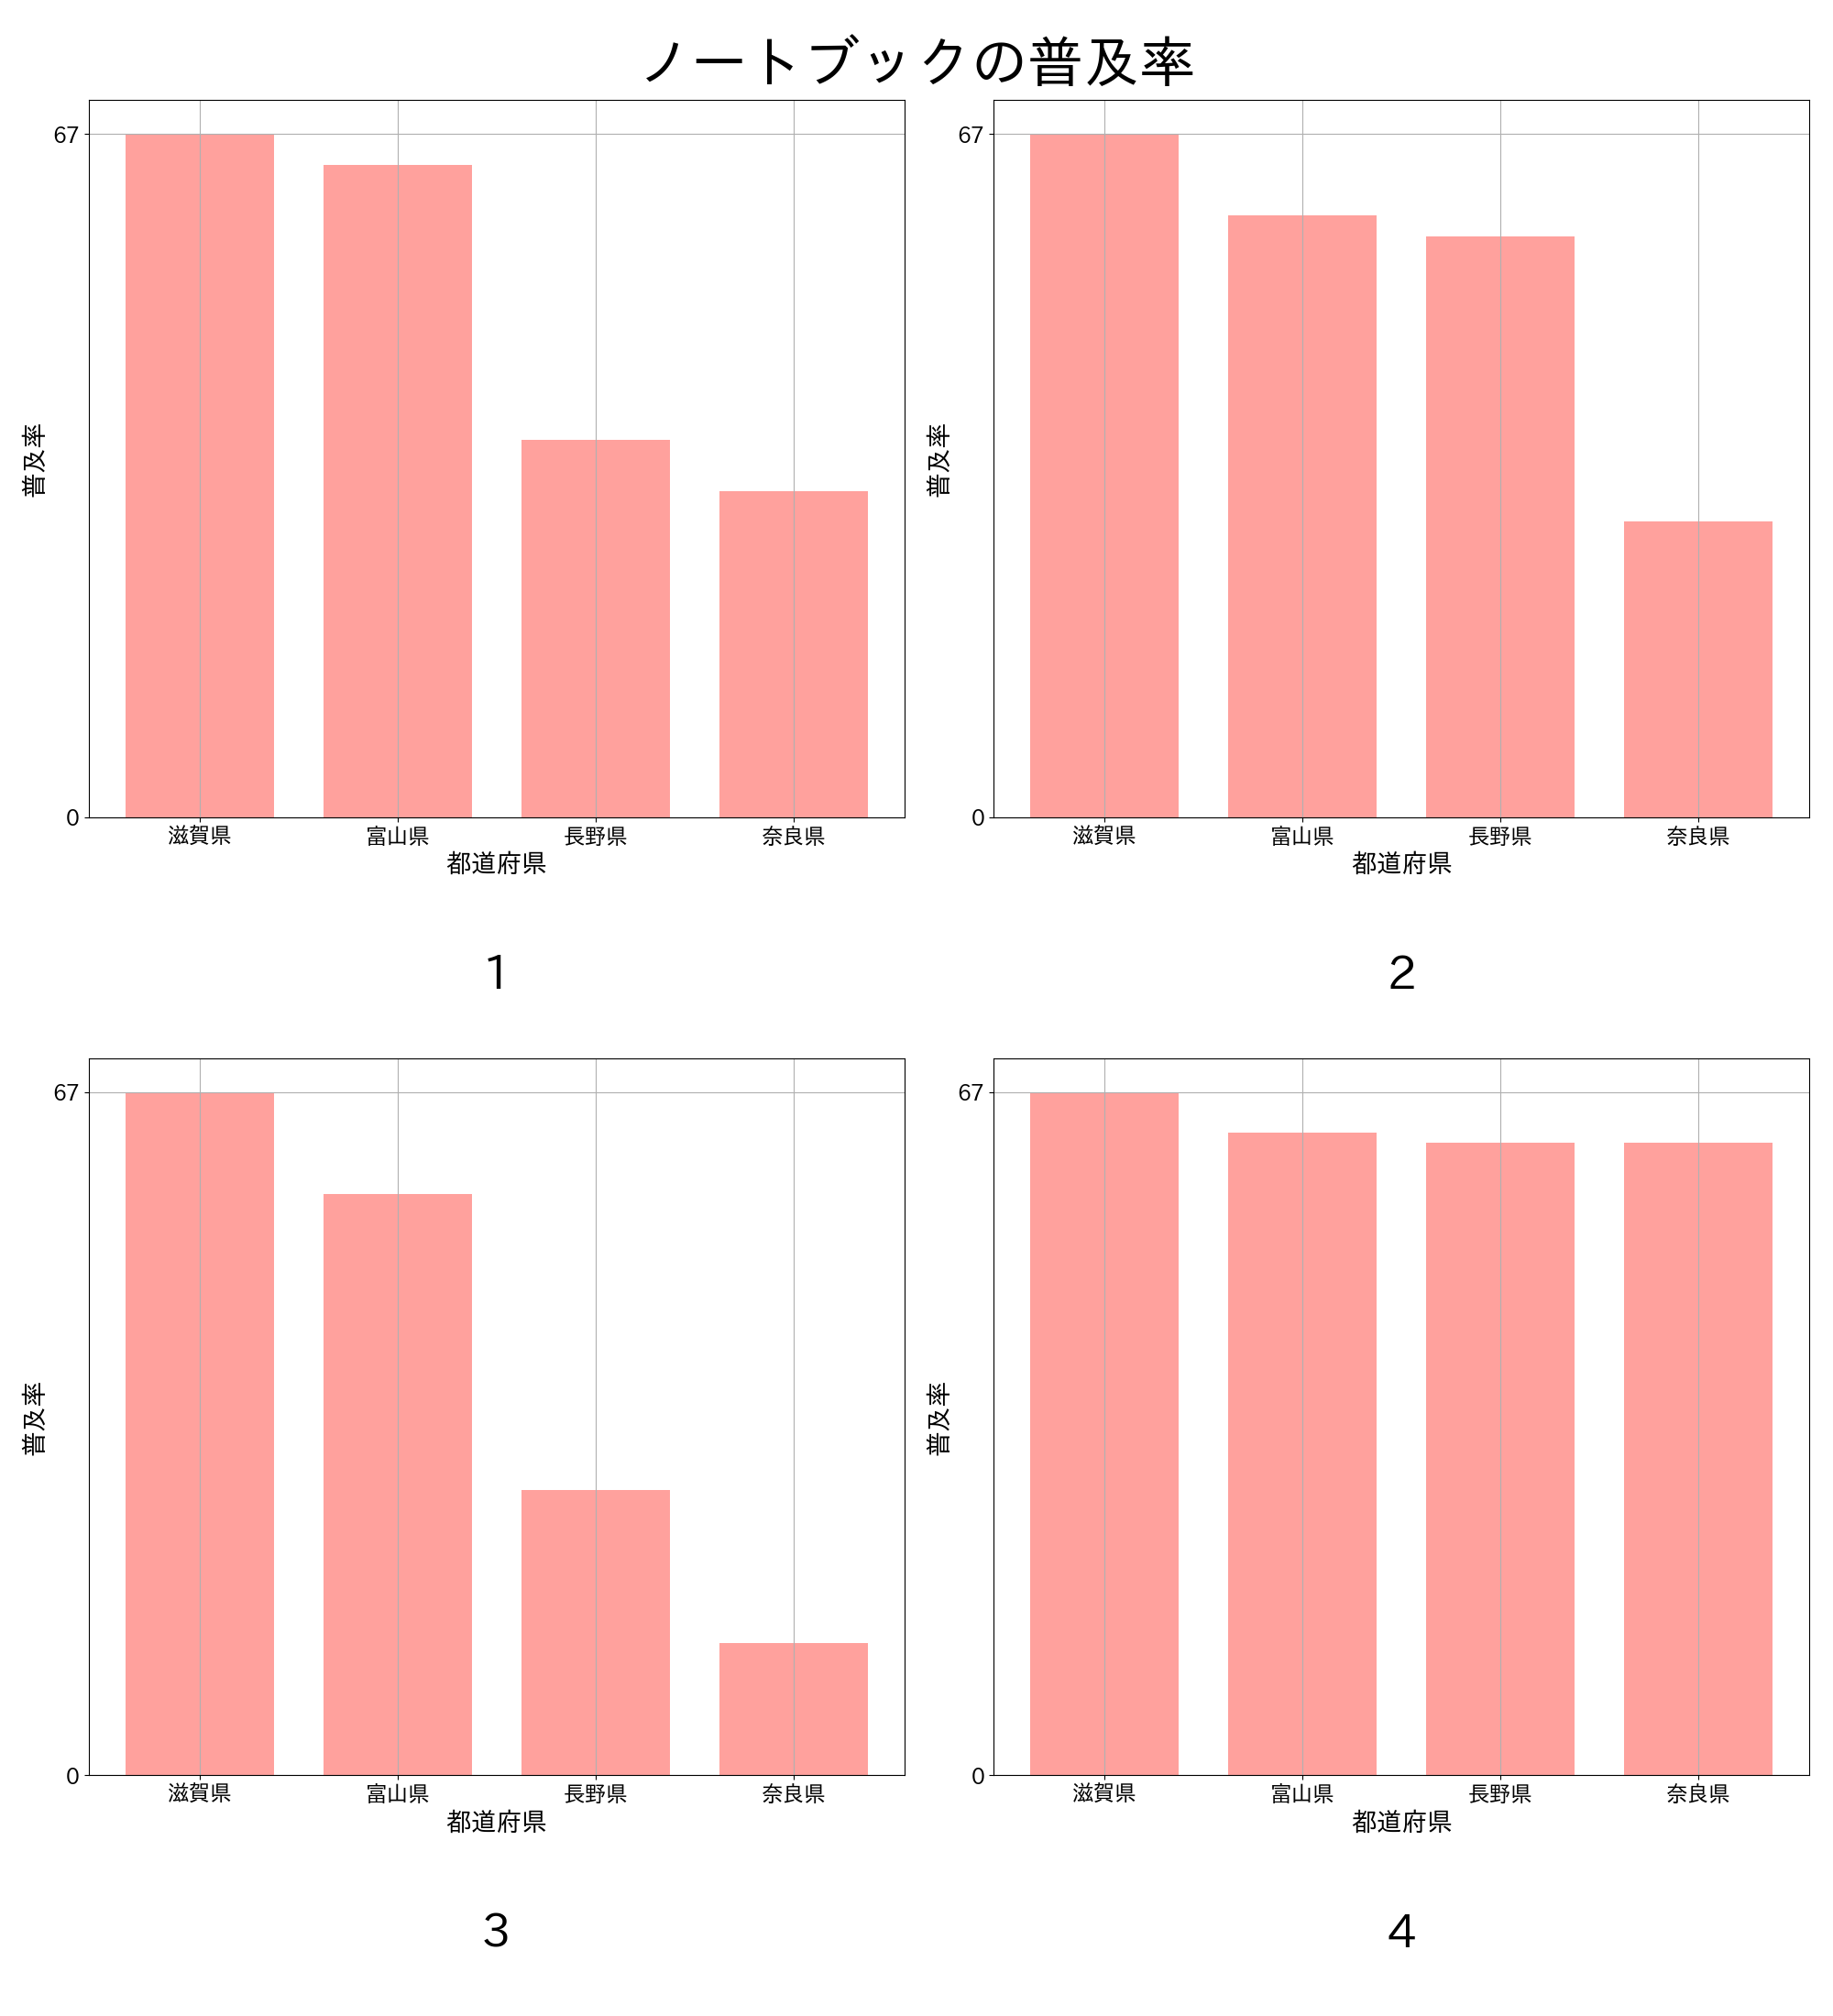 ノートブックの普及率
67
0
普及率
滋賀県 富山県 長野県 奈良県
都道府県
1
67
0
普及率
滋賀県 富山県 長野県 奈良県
都道府県
2
67
0
普及率
滋賀県 富山県 長野県 奈良県
都道府県
3
67
0
普及率
滋賀県 富山県 長野県 奈良県
都道府県
4